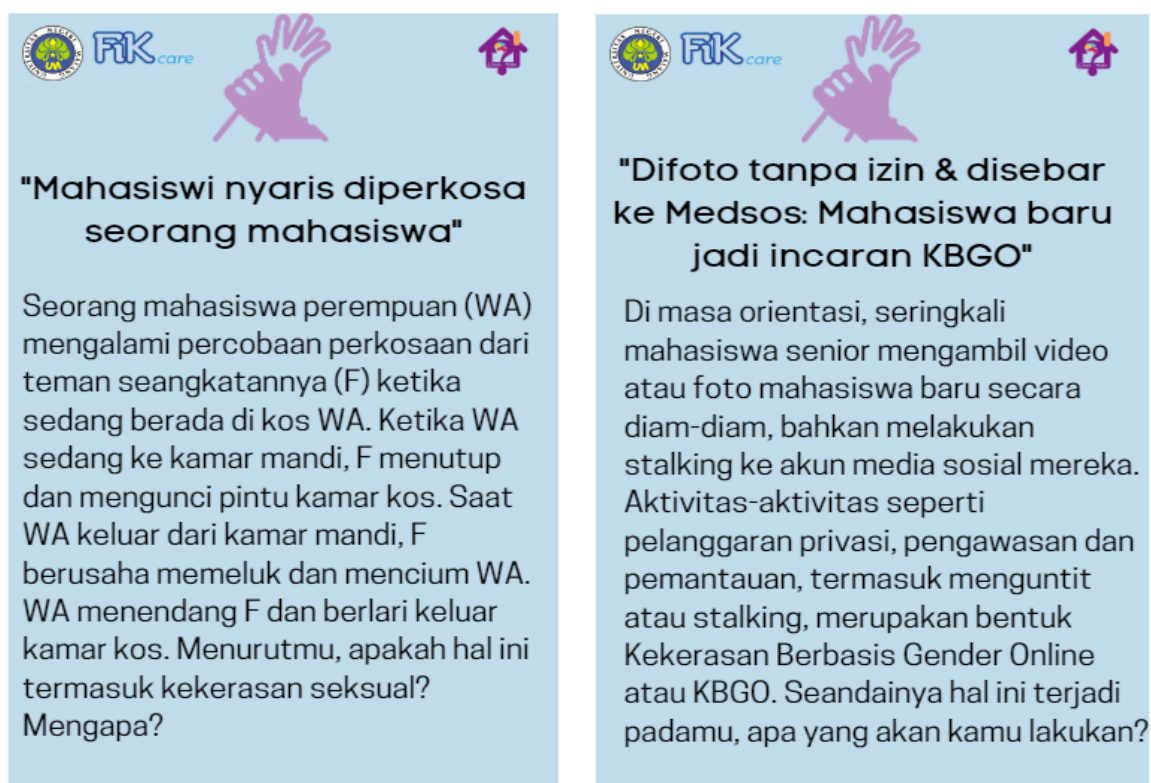 FIK care
"Mahasiswi nyaris diperkosa
seorang mahasiswa"
Seorang mahasiswa perempuan (WA)
mengalami percobaan perkosaan dari
teman seangkatannya (F) ketika
sedang berada di kos WA. Ketika WA
sedang ke kamar mandi, F menutup
dan mengunci pintu kamar kos. Saat
WA keluar dari kamar mandi, F
berusaha memeluk dan mencium WA.
WA menendang F dan berlari keluar
kamar kos. Menurutmu, apakah hal ini
termasuk kekerasan seksual?
Mengapa?
FIK care
"Difoto tanpa izin & disebar
ke Medsos: Mahasiswa baru
jadi incaran KBGO"
Di masa orientasi, seringkali
mahasiswa senior mengambil video
atau foto mahasiswa baru secara
diam-diam, bahkan melakukan
stalking ke akun media sosial mereka.
Aktivitas-aktivitas seperti
pelanggaran privasi, pengawasan dan
pemantauan, termasuk menguntit
atau stalking, merupakan bentuk
Kekerasan Berbasis Gender Online
atau KBGO. Seandainya hal ini terjadi
padamu, apa yang akan kamu lakukan?